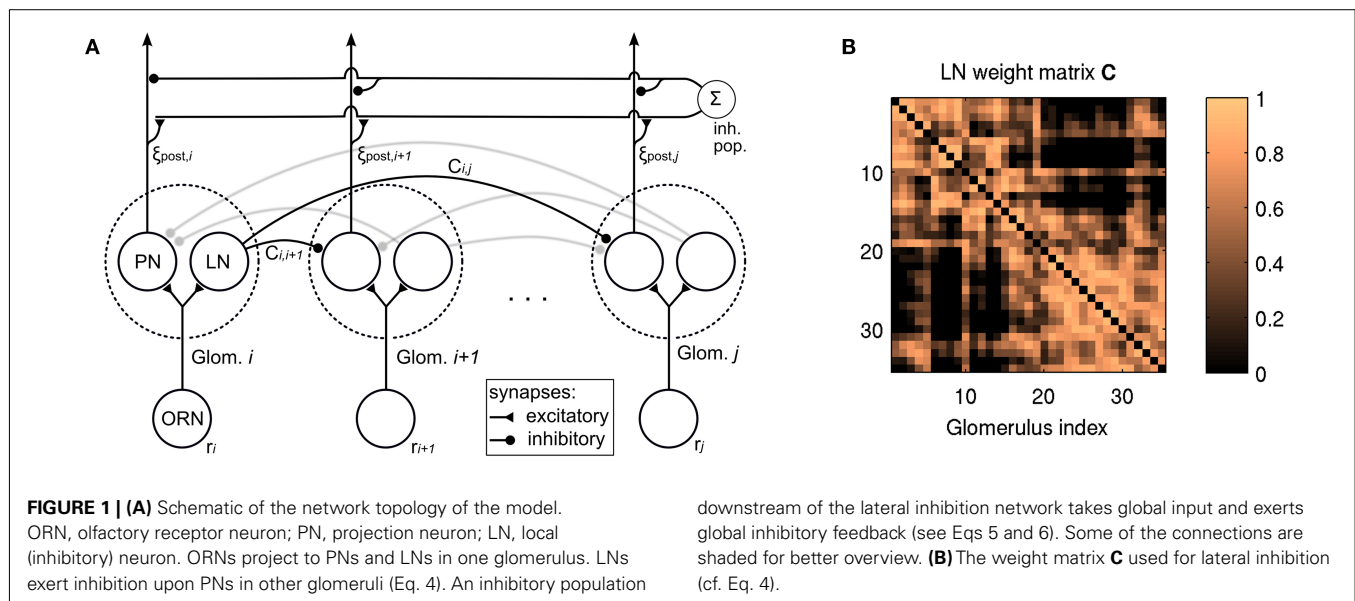 A
Σ
inh.
pop.
ξpost,i
ξpost,i+1
ξpost,j
Ci,j
PN
LN
Ci,i+1
. . .
Glom. i
Glom. i+1
Glom. j
ORN
ri
ri+1
rj
synapses:
excitatory
inhibitory
B
LN weight matrix C
10
20
30
10
20
30
Glomerulus index
1
0.8
0.6
0.4
0.2
0
FIGURE 1 | (A) Schematic of the network topology of the model.
ORN, olfactory receptor neuron; PN, projection neuron; LN, local
(inhibitory) neuron. ORNs project to PNs and LNs in one glomerulus. LNs
exert inhibition upon PNs in other glomeruli (Eq. 4). An inhibitory population
downstream of the lateral inhibition network takes global input and exerts
global inhibitory feedback (see Eqs 5 and 6). Some of the connections are
shaded for better overview. (B) The weight matrix C used for lateral inhibition
(cf. Eq. 4).